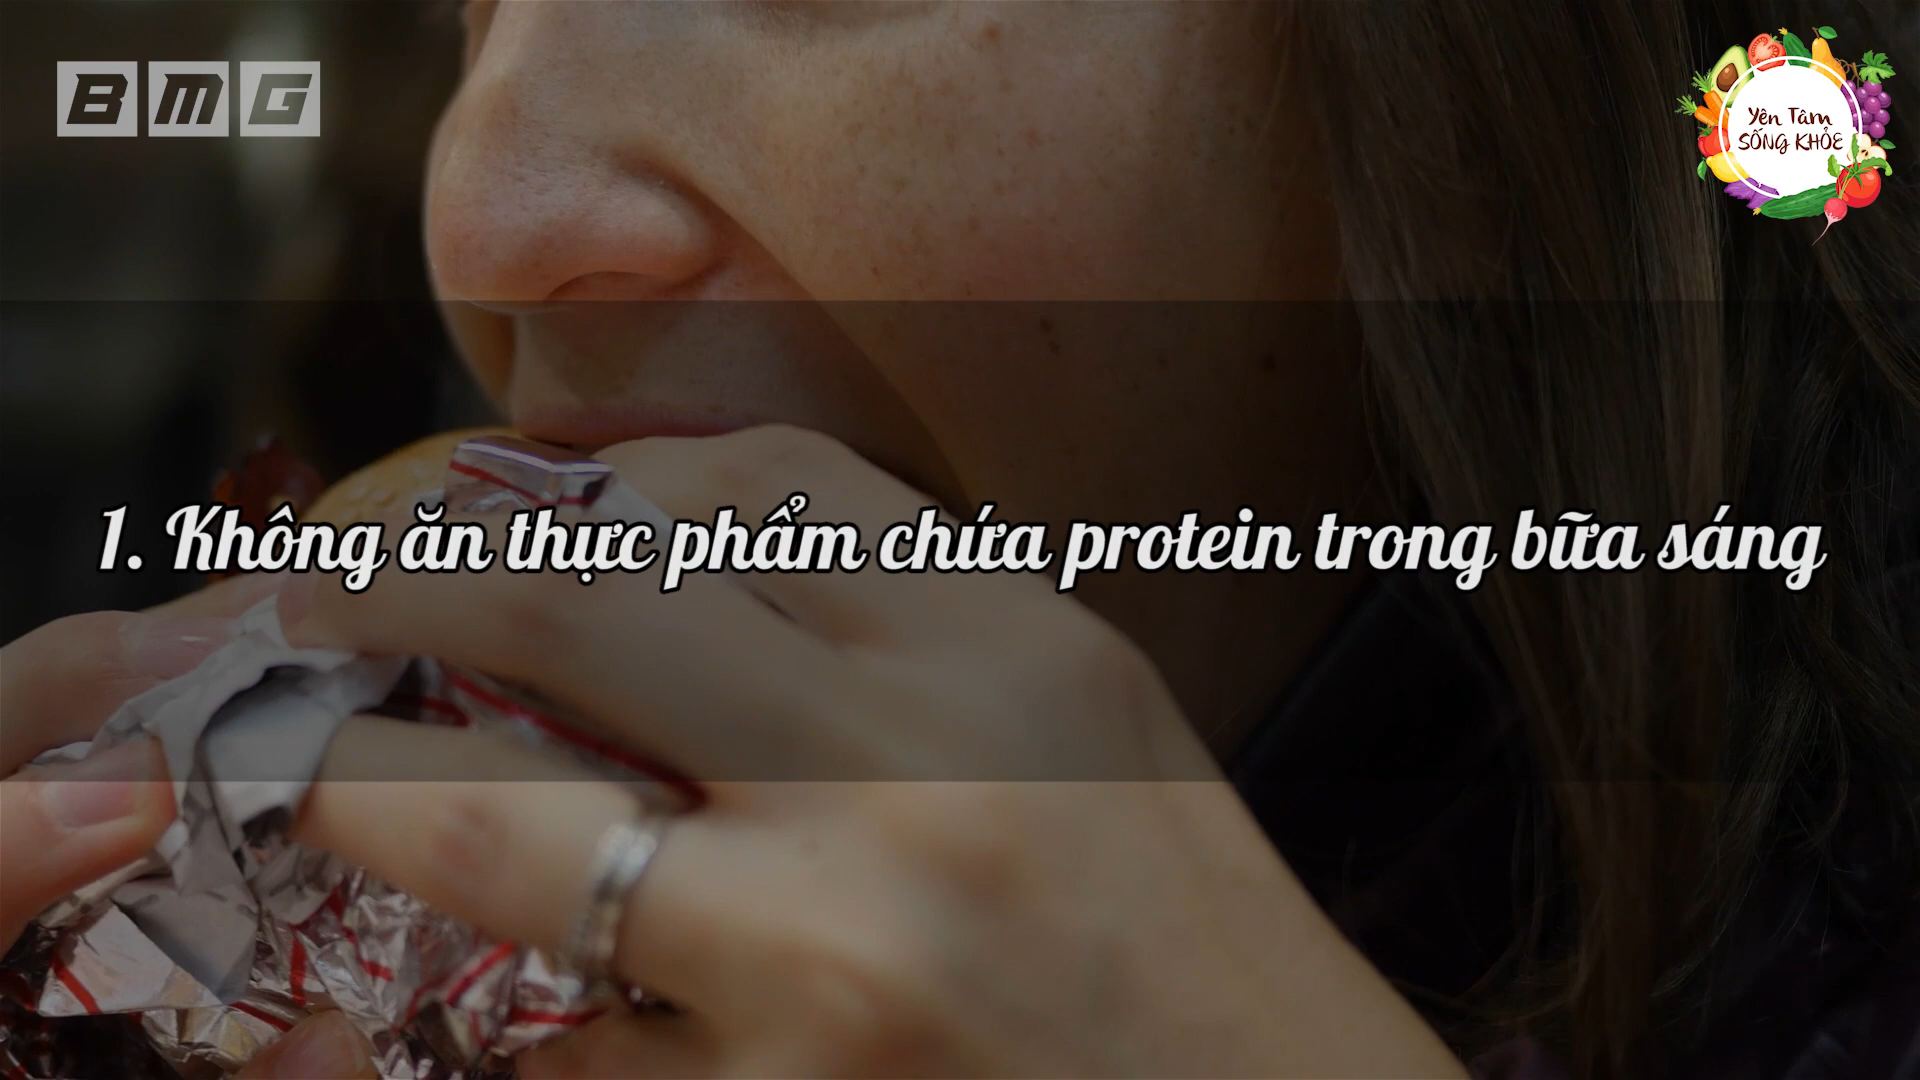 BMG
Yên Tâm
SỐNG KHỎE
1. Không ăn thực phẩm chứa protein trong bữa sáng